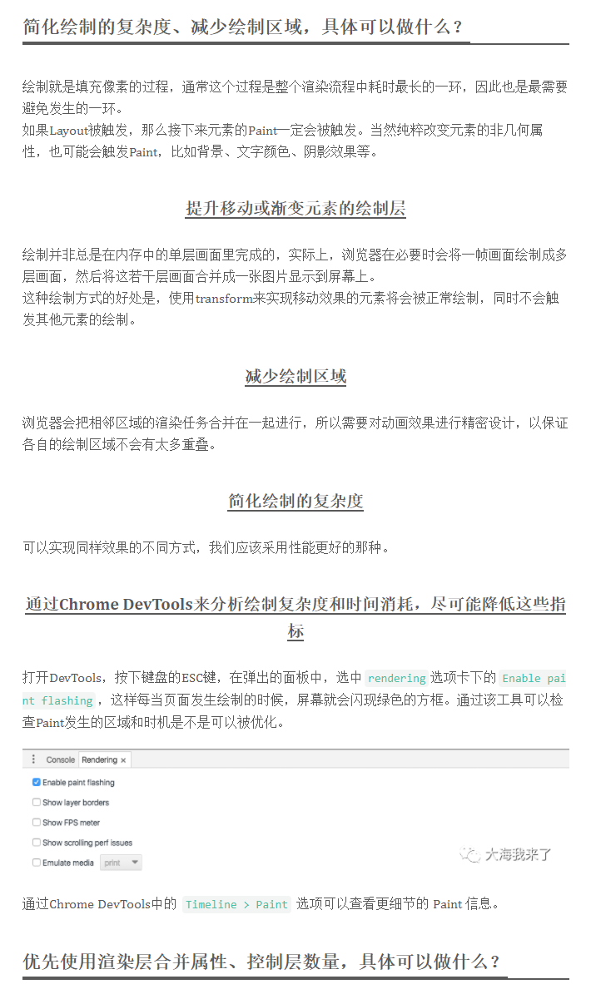 简化绘制的复杂度、减少绘制区域，具体可以做什么？
绘制就是填充像素的过程，通常这个过程是整个渲染流程中耗时最长的一环，因此也是最需要
避免发生的一环。
如果Layout被触发，那么接下来元素的Paint一定会被触发。当然纯粹改变元素的非几何属
性，也可能会触发Paint，比如背景、文字颜色、阴影效果等。
提升移动或渐变元素的绘制层
绘制并非总是在内存中的单层画面里完成的，实际上，浏览器在必要时会将一帧画面绘制成多
层画面，然后将这若干层画面合并成一张图片显示到屏幕上。
这种绘制方式的好处是，使用transform来实现移动效果的元素将会被正常绘制，同时不会触
发其他元素的绘制。
减少绘制区域
浏览器会把相邻区域的渲染任务合并在一起进行，所以需要对动画效果进行精密设计，以保证
各自的绘制区域不会有太多重叠。
简化绘制的复杂度
可以实现同样效果的不同方式，我们应该采用性能更好的那种。
通过Chrome DevTools来分析绘制复杂度和时间消耗，尽可能降低这些指
标
打开DevTools，按下键盘的ESC键，在弹出的面板中，选中 rendering 选项卡下的 Enable pai
nt flashing ，这样每当页面发生绘制的时候，屏幕就会闪现绿色的方框。通过该工具可以检
查Paint发生的区域和时机是不是可以被优化。
Console Rendering ×
Enable paint flashing
Show layer borders
Show FPS meter
Show scrolling perf issues
Emulate media print
大海我来了
通过Chrome DevTools中的 Timeline > Paint 选项可以查看更细节的 Paint 信息。
优先使用渲染层合并属性、控制层数量，具体可以做什么？